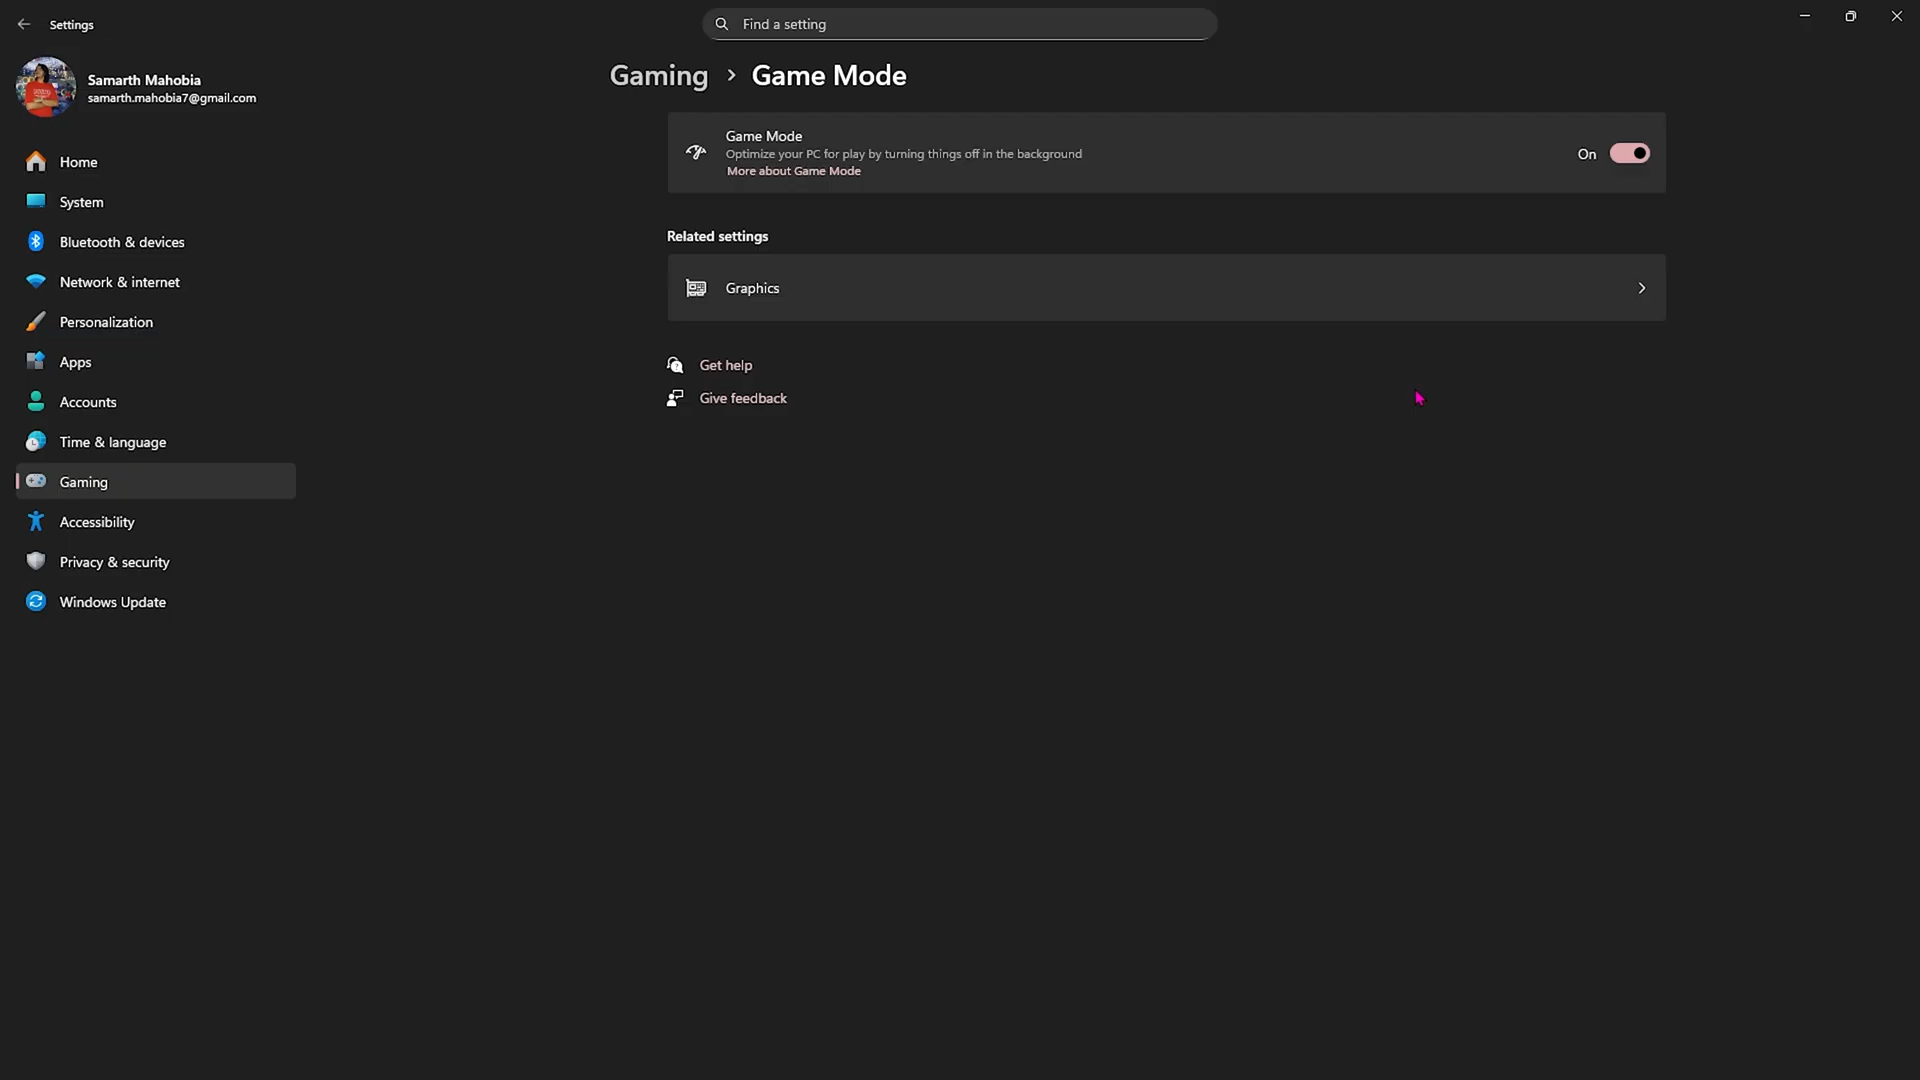 Settings
Find a setting
Samarth Mahobia
samarth.mahobia7@gmail.com
Home
System
Bluetooth & devices
Network & internet
Personalization
Apps
Accounts
Time & language
Gaming
Accessibility
Privacy & security
Windows Update
Gaming > Game Mode
Game Mode
Optimize your PC for play by turning things off in the background
More about Game Mode
On
Related settings
Graphics
Get help
Give feedback